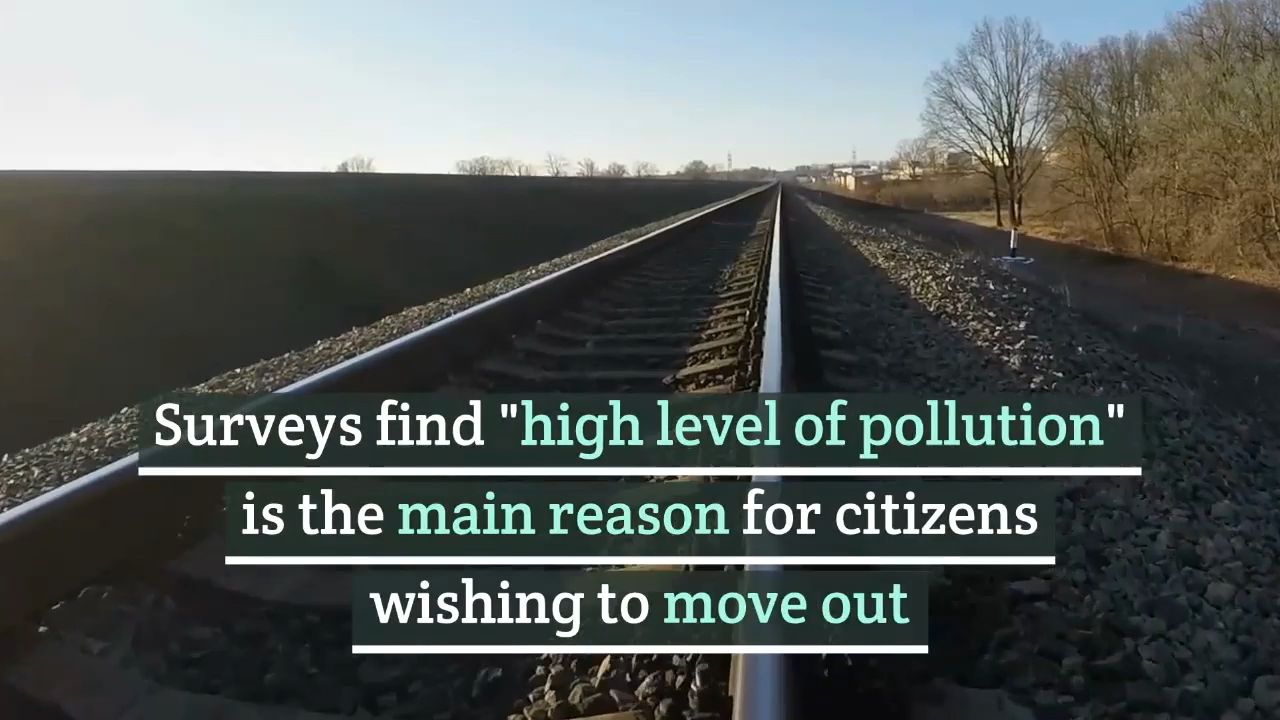 Surveys find "high level of pollution"
is the main reason for citizens
wishing to move out